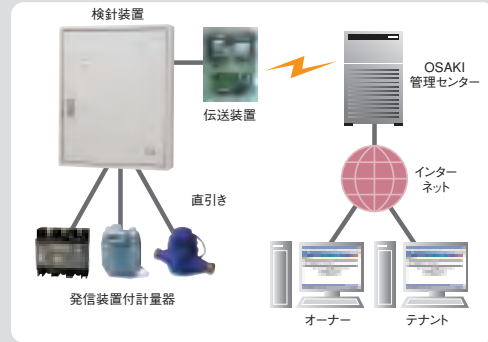 検針装置
伝送装置
OSAKI
管理センター
インター
ネット
直引き
発信装置付計量器
オーナー
テナント